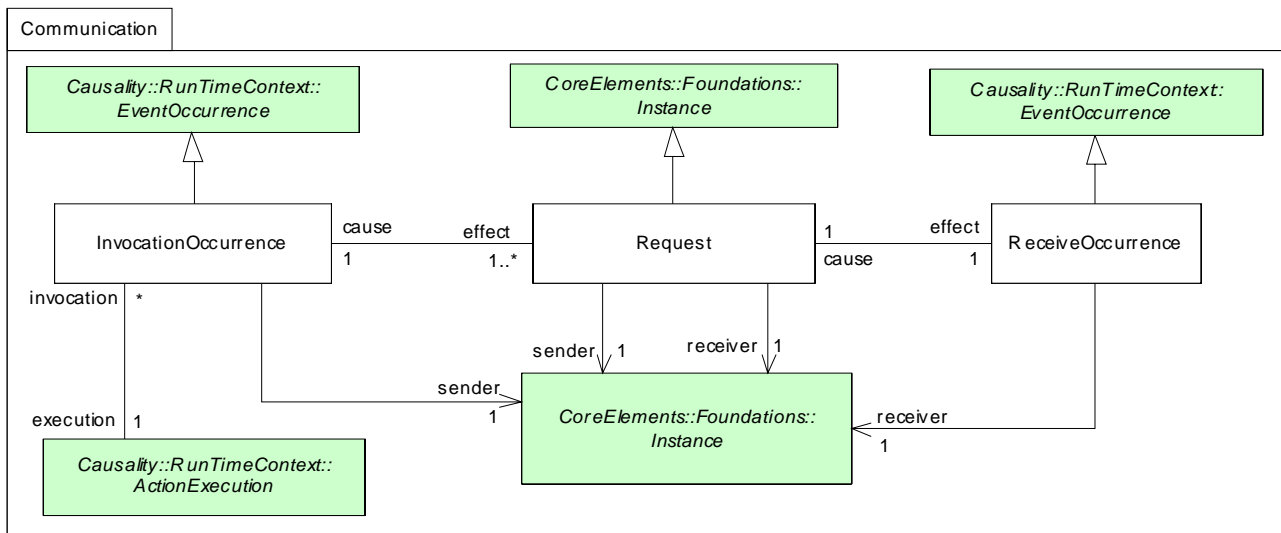 Communication
Causality::RunTimeContext::
EventOccurrence
CoreElements::Foundations::
Instance
Causality::RunTimeContext::
EventOccurrence
InvocationOccurrence
cause
1
effect
1..*
Request
1
cause
effect
1
ReceiveOccurrence
invocation
*
sender
1
receiver
1
execution
1
sender
1
CoreElements::Foundations::
Instance
receiver
1
Causality::RunTimeContext::
ActionExecution